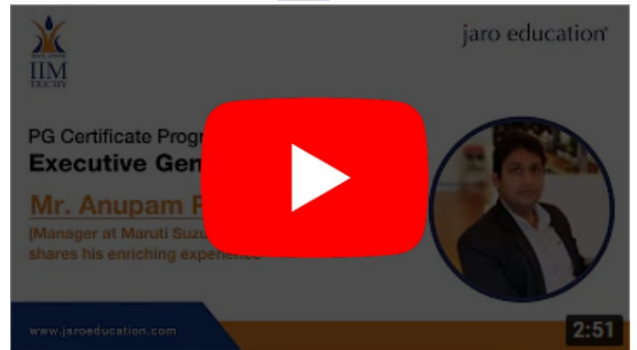 IIM
TRICHY
jaro education
PG Certificate Prog
Executive Gen
Mr. Anupam
(Manager at Maruti Suzu
shares his enriching experience
www.jaroeducation.com
2:51